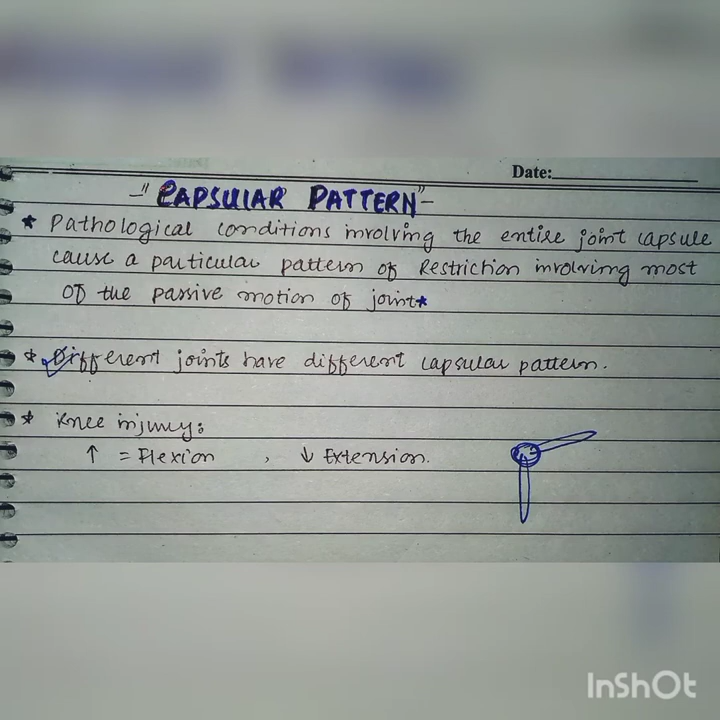 Date:
-"CAPSULAR PATTERN"-
* Pathological conditions involving the entire joint capsule
cause a particular pattern of Restriction involving most
of the passive motion of joint*
* Different joints have different capsular pattern.
* Knee injury:
↑ = Flexion , ↓ Extension.
InShOt